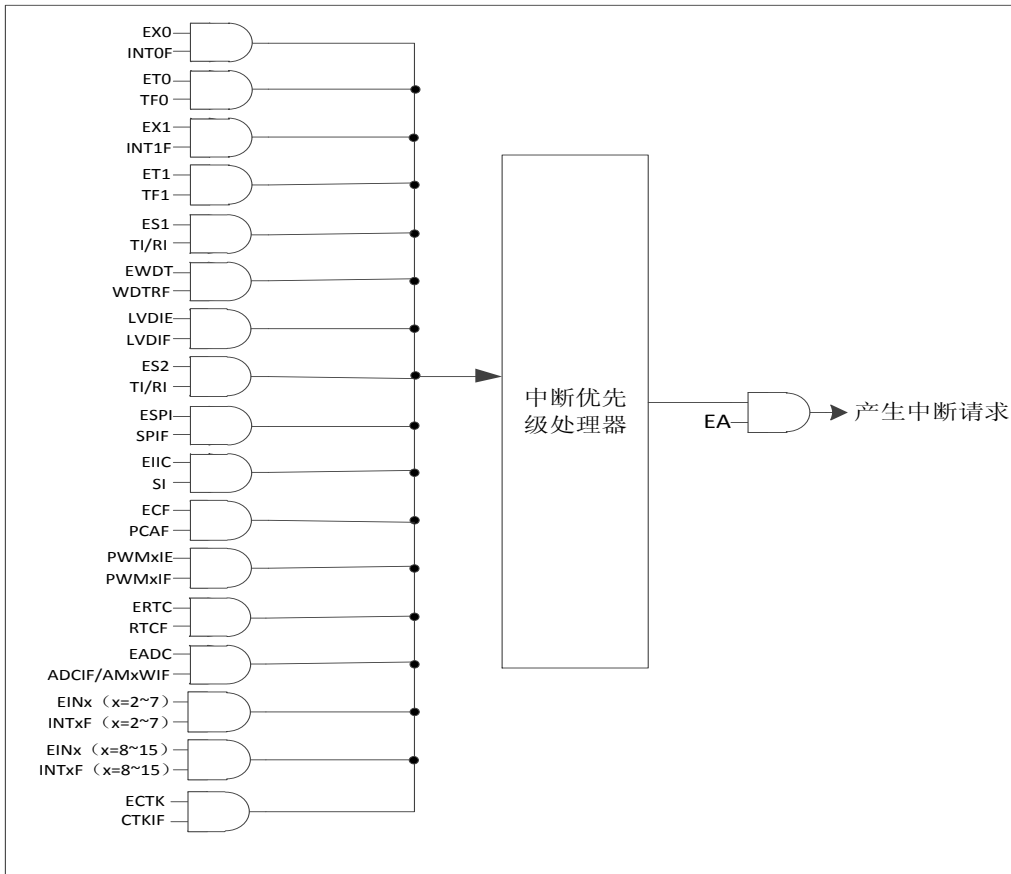 EX0
INT0F
ET0
TF0
EX1
INT1F
ET1
TF1
ES1
TI/RI
EWDT
WDTRF
LVDIE
LVDIF
ES2
TI/RI
ESPI
SPIF
EIIC
SI
ECF
PCAF
PWMxIE
PWMxIF
ERTC
RTCF
EADC
ADCIF/AMxWIF
EINx（x=2~7）
INTxF（x=2~7）
EINx（x=8~15）
INTxF（x=8~15）
ECTK
CTKIF
中断优先
级处理器
EA
产生中断请求